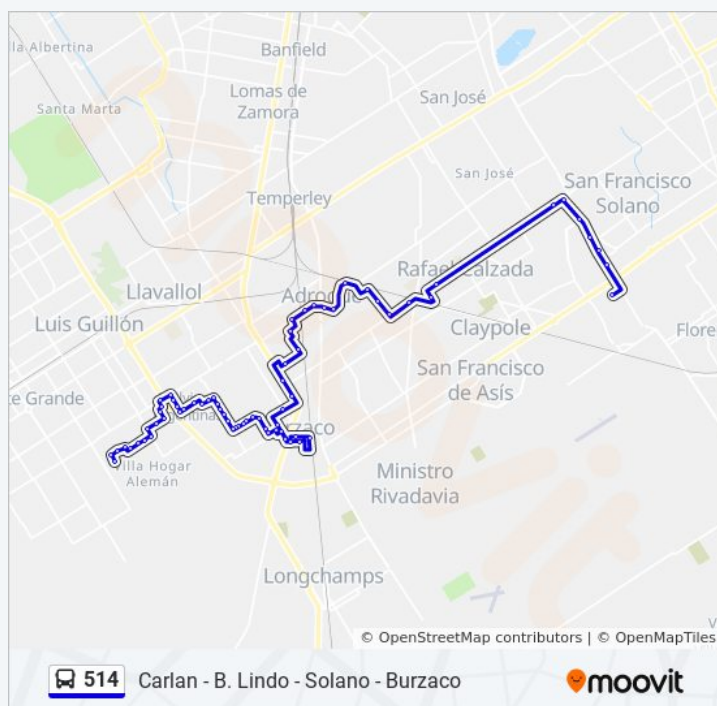 lla Albertina
Banfield
Santa Marta
Lomas de
Zamora
San José
San José
San Francisco
Solano
Temperley
Rafael Calzada
Llavallol
Adrogué
Luis Guillón
Claypole
Flore
San Francisco
de Asís
te Grande
Burzaco
Villa Hogar
Alemán
Ministro
Rivadavia
Longchamps
© OpenStreetMap contributors | © OpenMapTiles
514 Carlan - B. Lindo - Solano - Burzaco
moovit